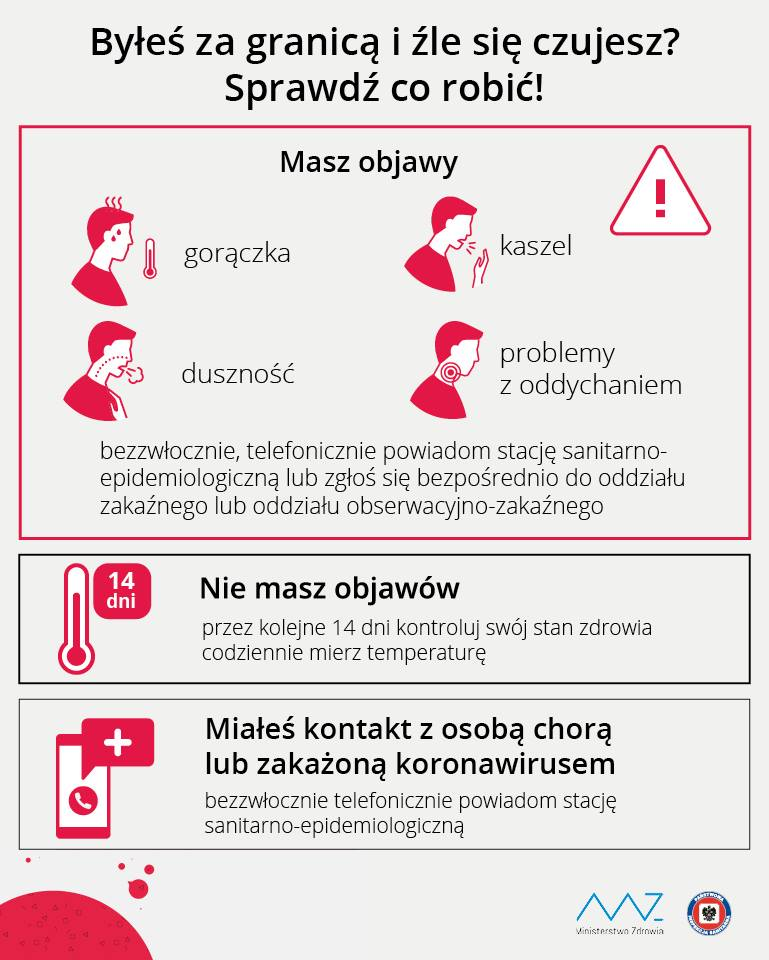 Byłeś za granicą i źle się czujesz?
Sprawdź co robić!
Masz objawy
gorączka
kaszel
duszność
problemy
z oddychaniem
bezzwłocznie, telefonicznie powiadom stację sanitarno-
epidemiologiczną lub zgłoś się bezpośrednio do oddziału
zakaźnego lub oddziału obserwacyjno-zakaźnego
14
dni
Nie masz objawów
przez kolejne 14 dni kontroluj swój stan zdrowia
codziennie mierz temperaturę
Miałeś kontakt z osobą chorą
lub zakażoną koronawirusem
bezzwłocznie telefonicznie powiadom stację
sanitarno-epidemiologiczną
Ministerstwo Zdrowia